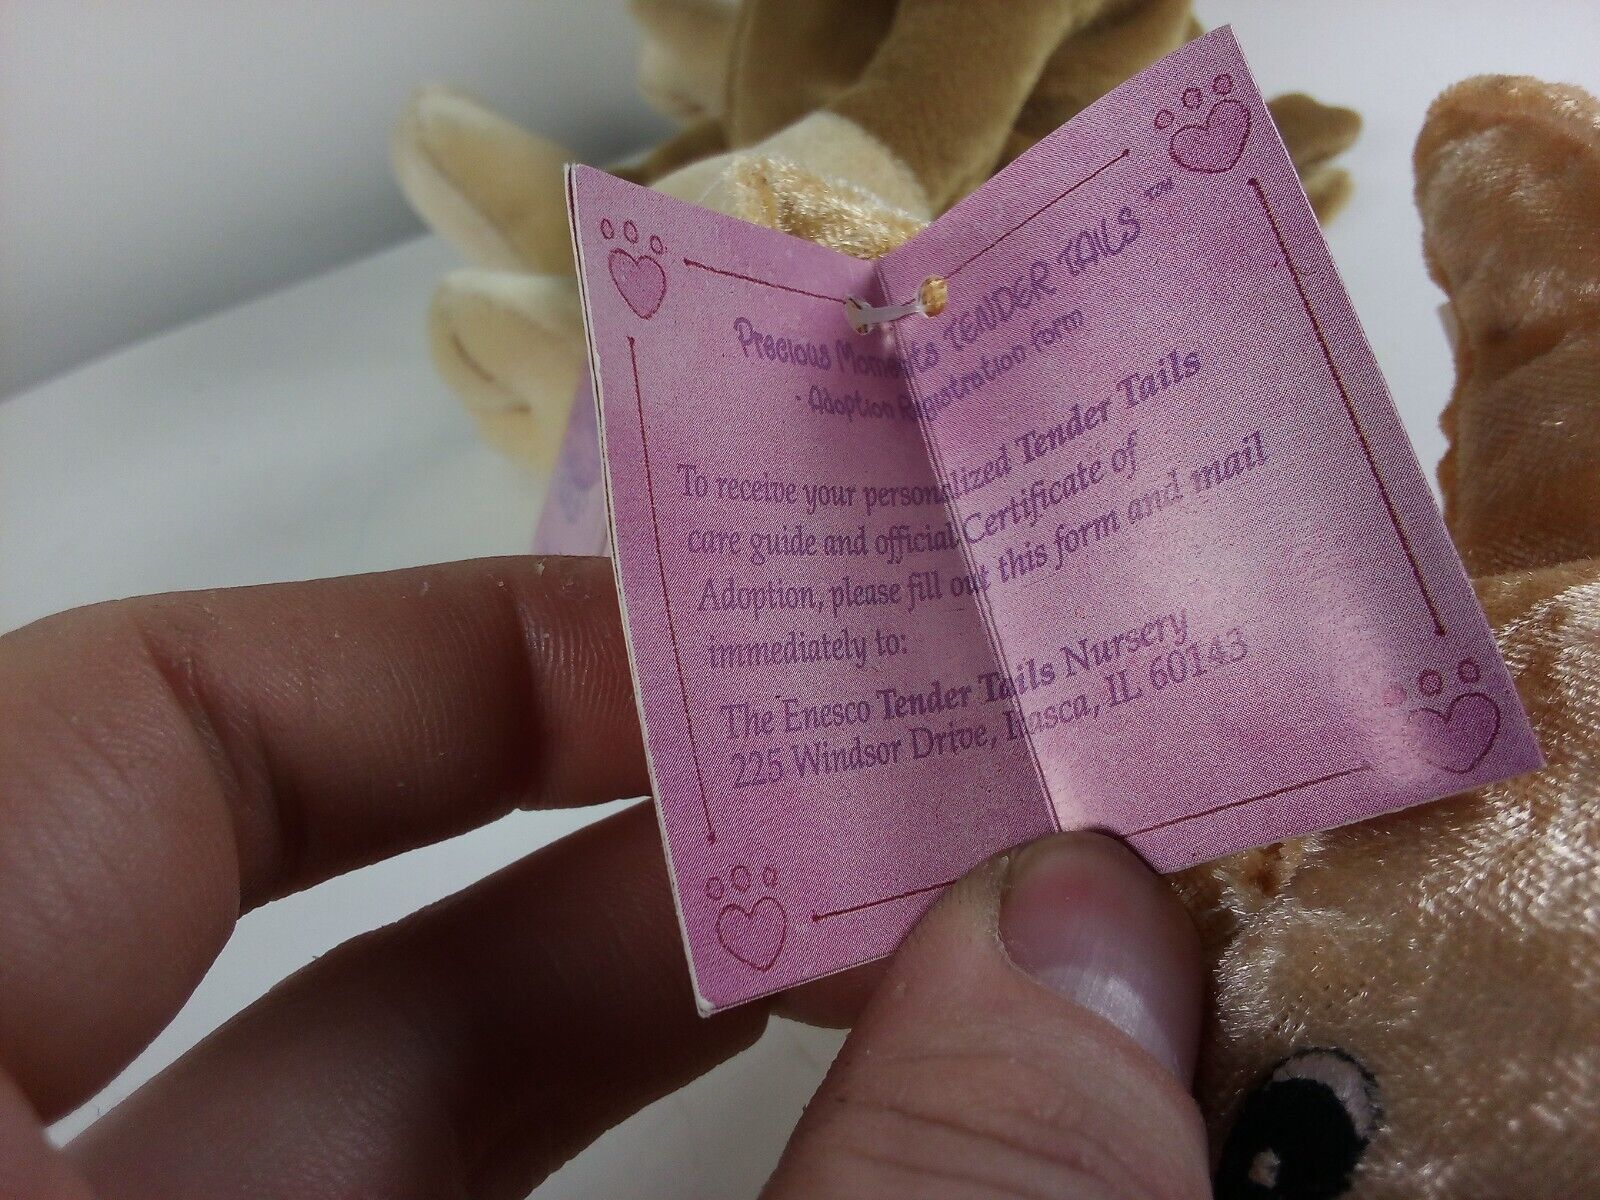 Precious Moments TENDER TAILS™
- Adoption Registration form
To receive your personalized Tender Tails
care guide and official Certificate of
Adoption, please fill out this form and mail
immediately to:
The Enesco Tender Tails Nursery
225 Windsor Drive, Itasca, IL 60143